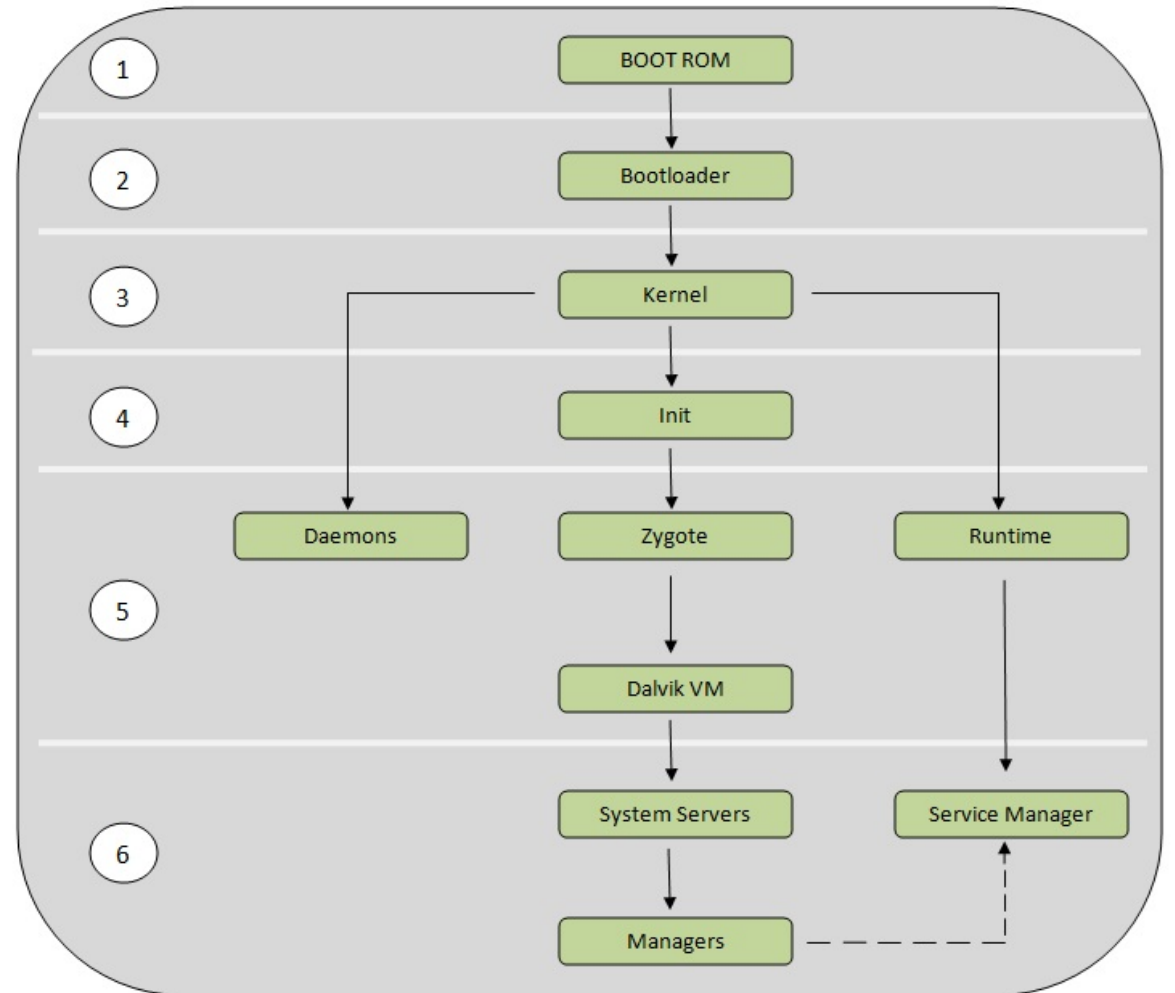 1
BOOT ROM
2
Bootloader
3
Kernel
4
Init
Daemons
Zygote
Runtime
5
Dalvik VM
System Servers
Service Manager
6
Managers